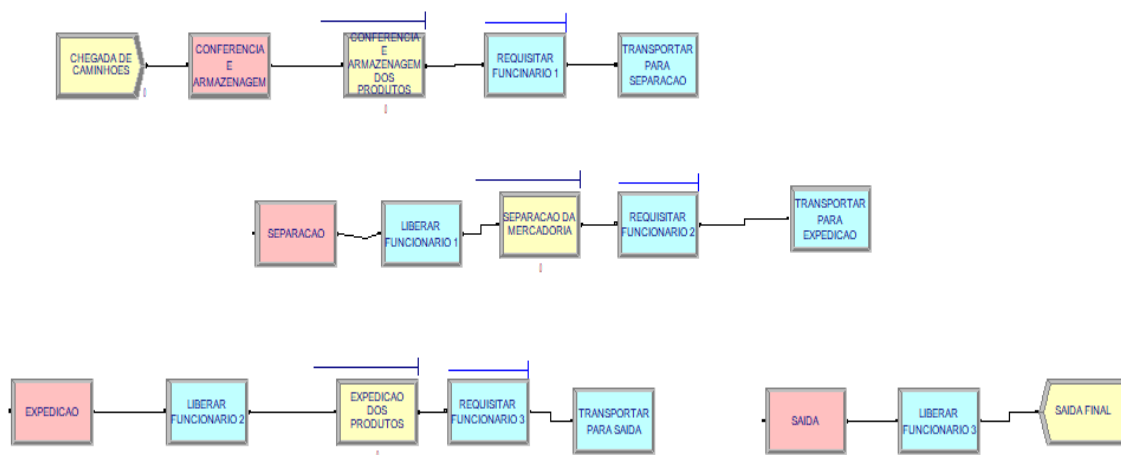 CHEGADA DE
CAMINHOES
CONFERENCIA
E
ARMAZENAGEM
CONFERENCIA
E
ARMAZENAGEM
DOS
PRODUTOS
REQUISITAR
FUNCINARIO 1
TRANSPORTAR
PARA
SEPARACAO
SEPARACAO
LIBERAR
FUNCIONARIO 1
SEPARACAO DA
MERCADORIA
REQUISITAR
FUNCIONARIO 2
TRANSPORTAR
PARA
EXPEDICAO
EXPEDICAO
LIBERAR
FUNCIONARIO 2
EXPEDICAO
DOS
PRODUTOS
REQUISITAR
FUNCIONARIO 3
TRANSPORTAR
PARA SAIDA
SAIDA
LIBERAR
FUNCIONARIO 3
SAIDA FINAL